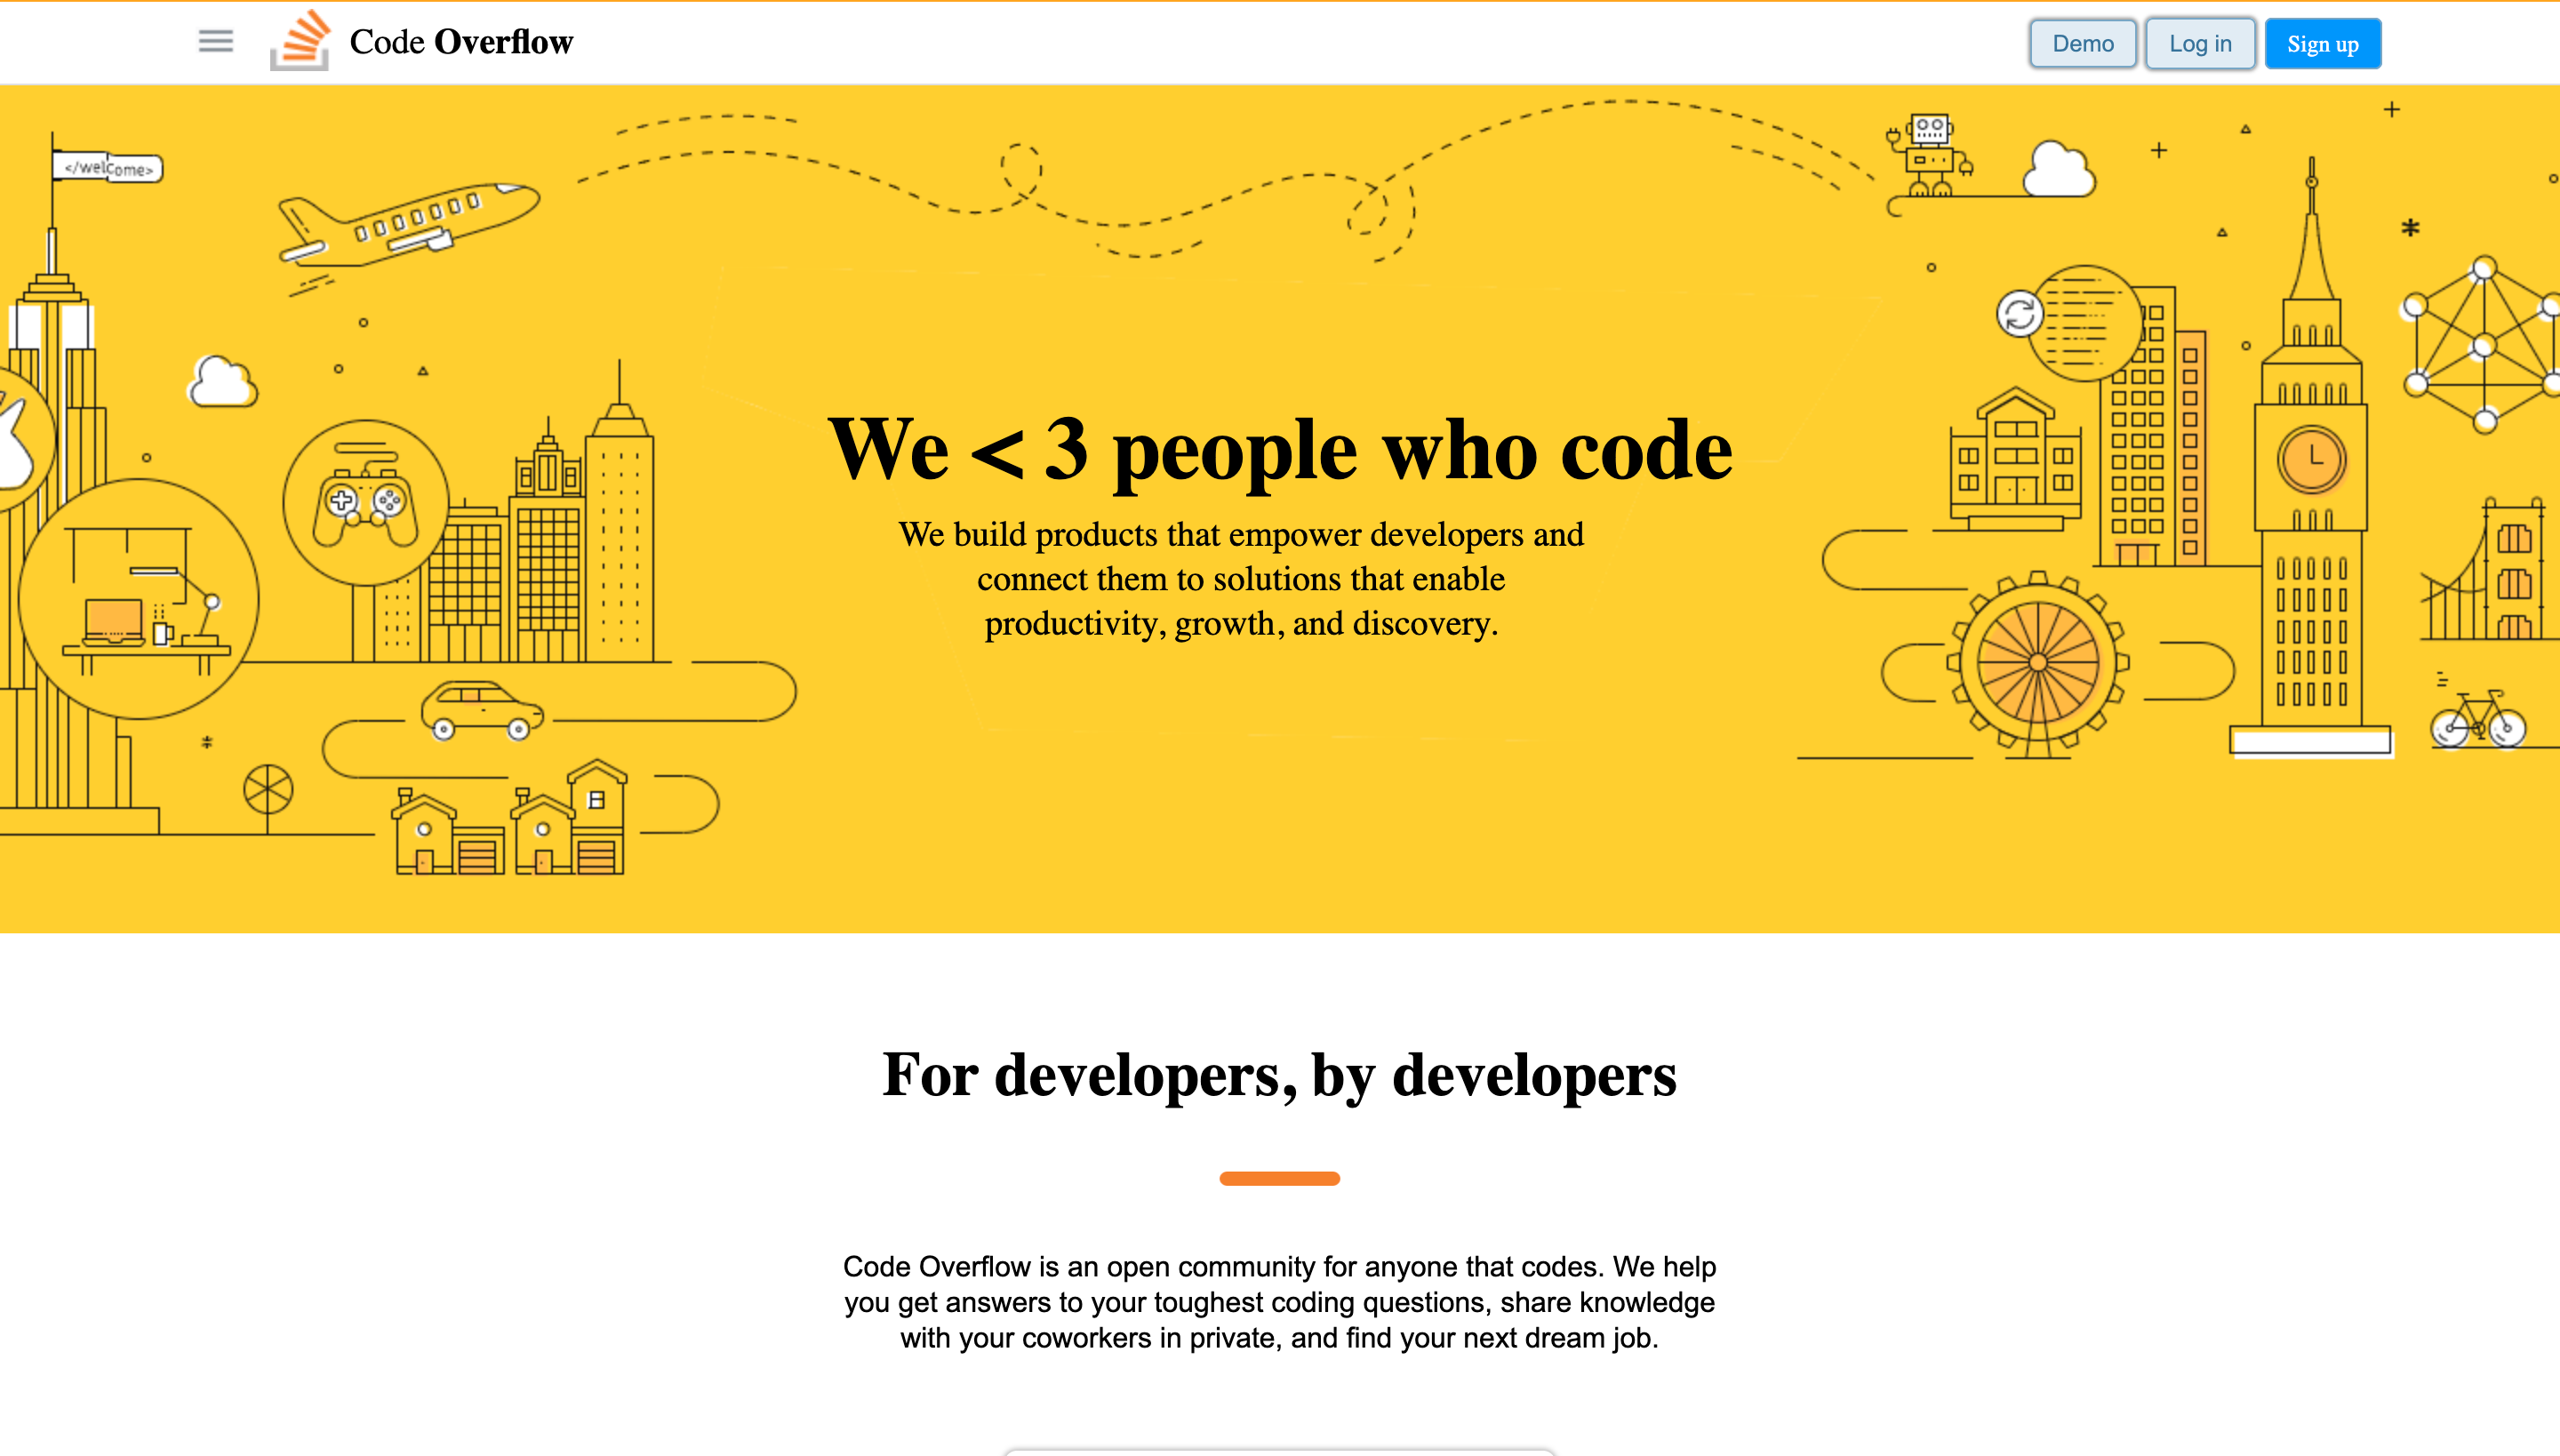 Code Overflow
Demo
Log in
Sign up
</welcome>
We < 3 people who code
We build products that empower developers and
connect them to solutions that enable
productivity, growth, and discovery.
For developers, by developers
Code Overflow is an open community for anyone that codes. We help
you get answers to your toughest coding questions, share knowledge
with your coworkers in private, and find your next dream job.